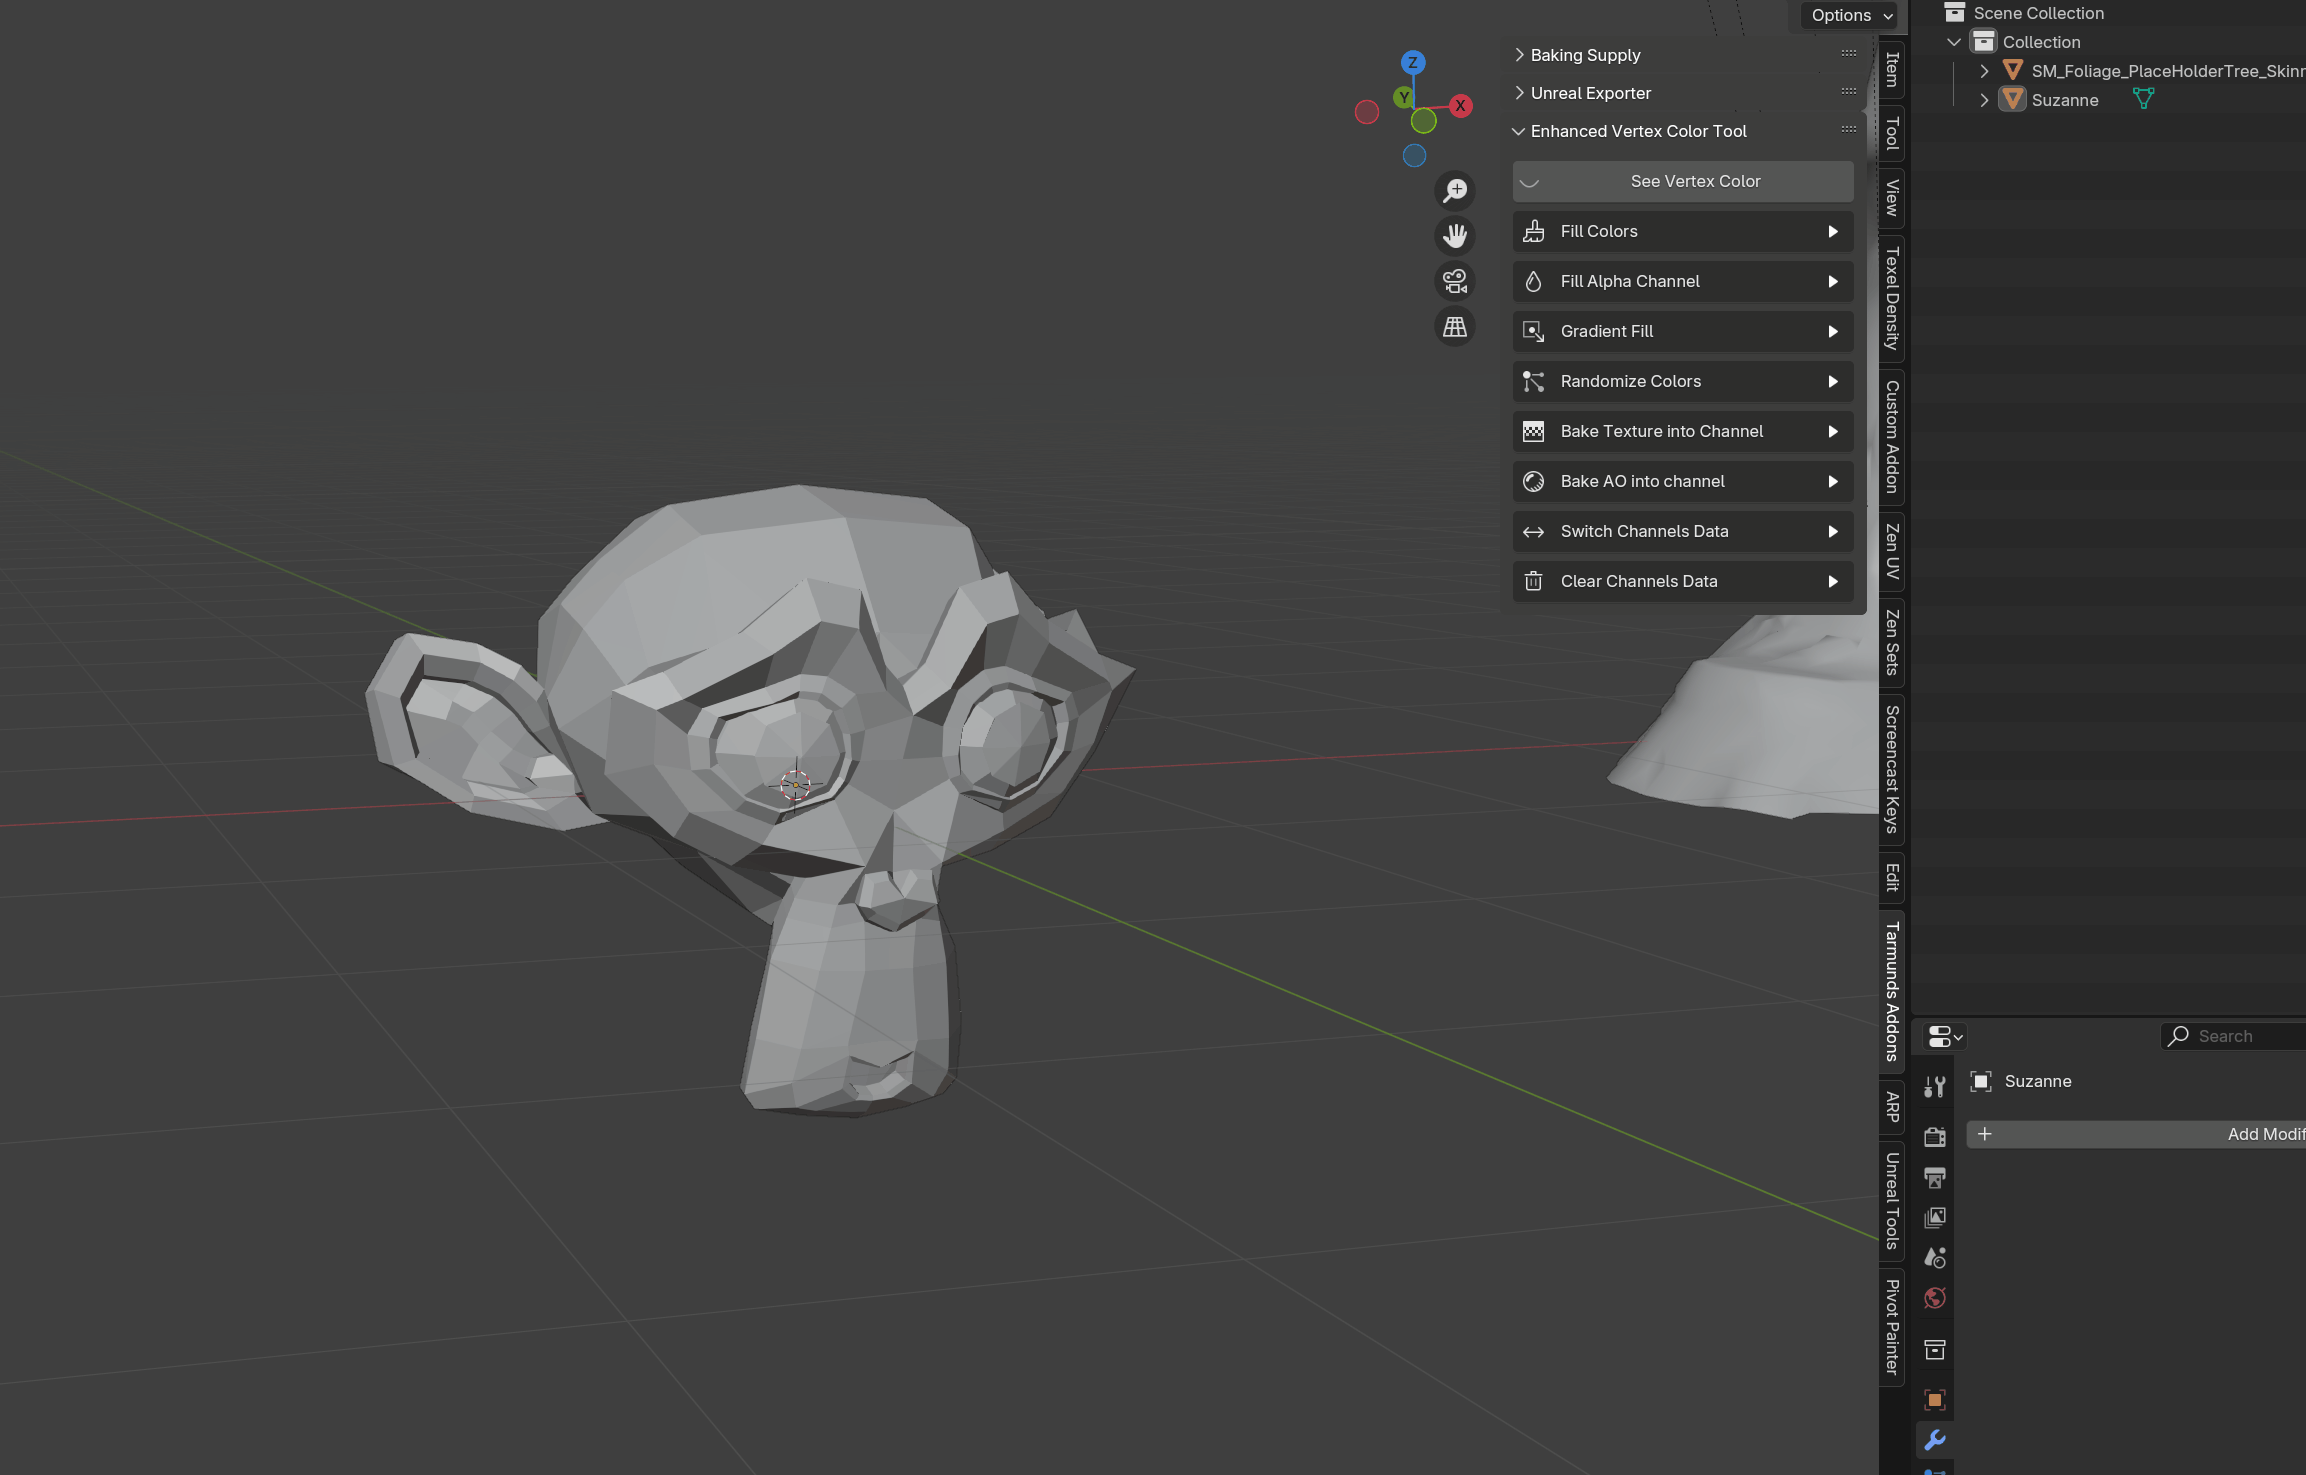 Options
Scene Collection
Collection
SM_Foliage_PlaceHolderTree_Skinn
Suzanne
Z
Y
X
Baking Supply
Unreal Exporter
Enhanced Vertex Color Tool
See Vertex Color
Fill Colors
Fill Alpha Channel
Gradient Fill
Randomize Colors
Bake Texture into Channel
Bake AO into channel
Switch Channels Data
Clear Channels Data
Item
Tool
View
Texel Density
Custom Addon
Zen UV
Zen Sets
Screencast Keys
Edit
Tarmunds Addons
ARP
Unreal Tools
Pivot Painter
Search
Suzanne
Add Modif